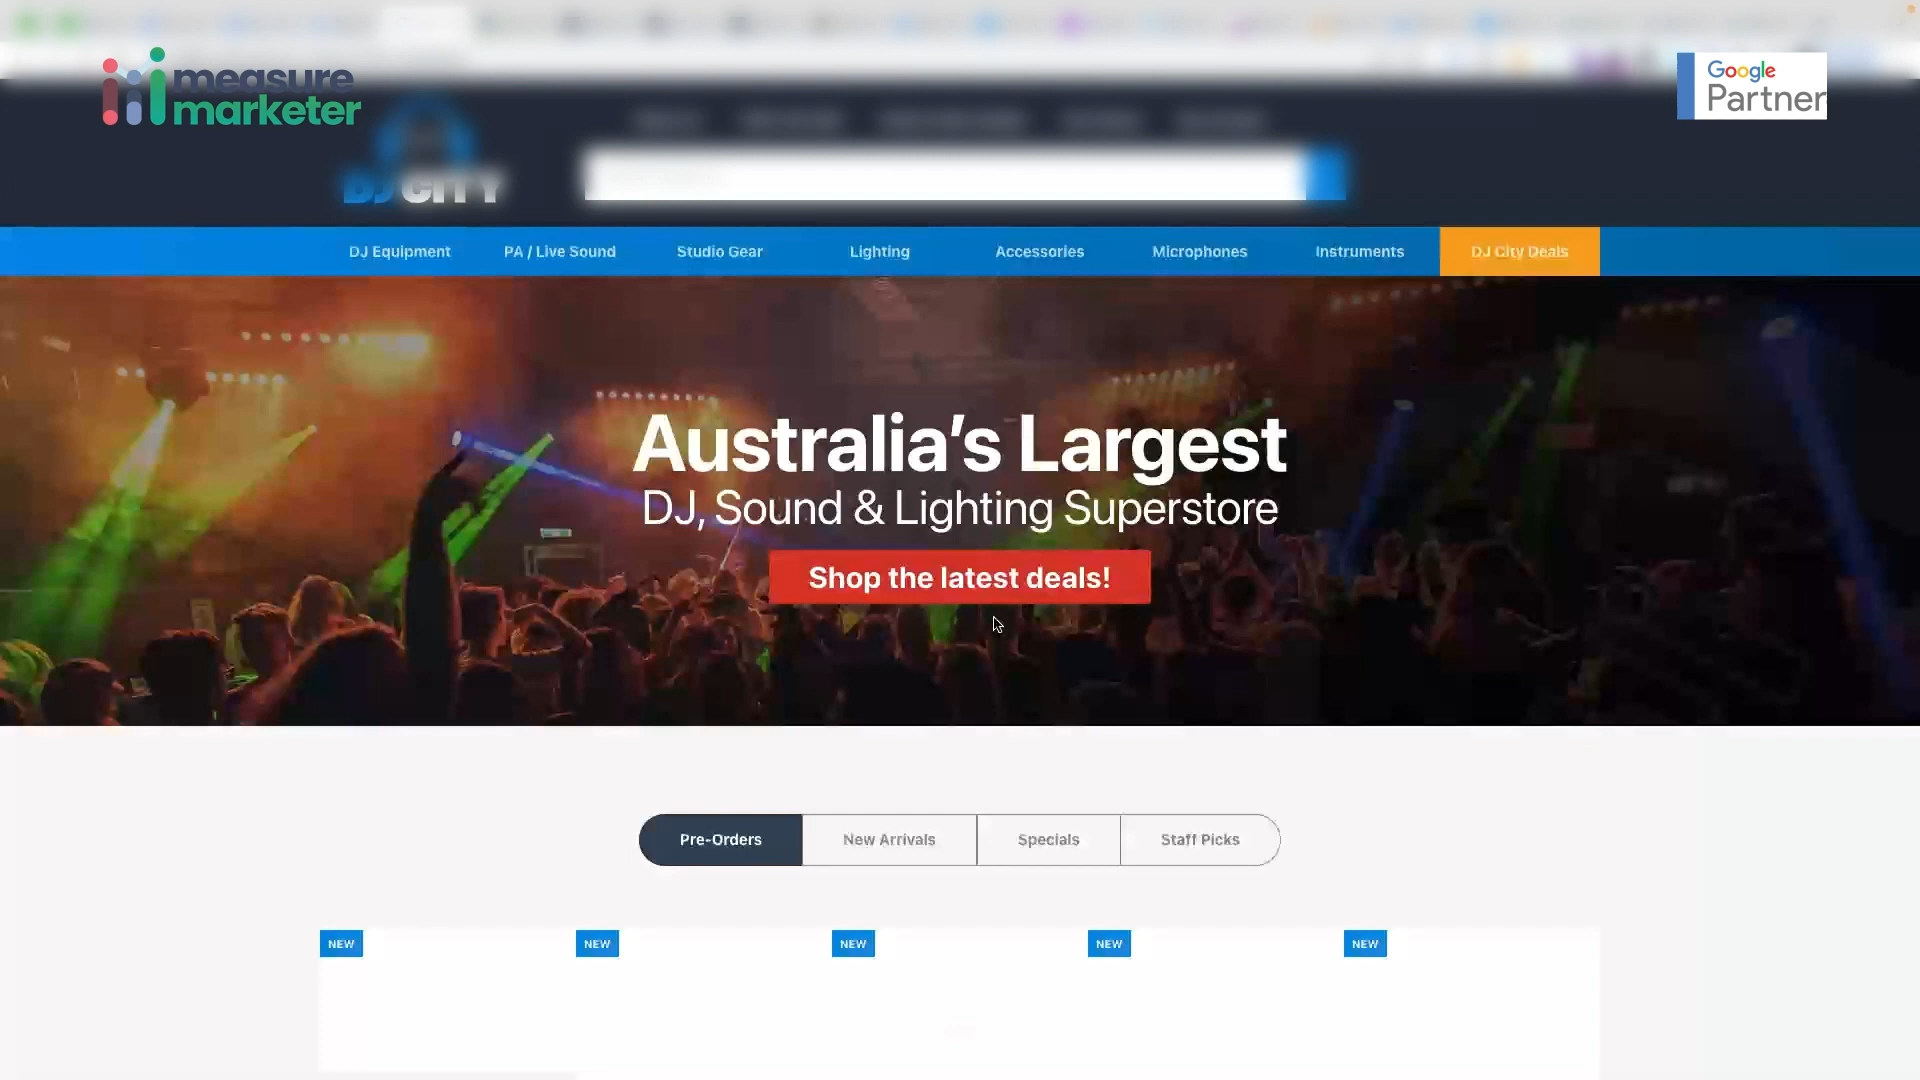 measure
marketer
Google
Partner
DJ CITY
DJ Equipment
PA / Live Sound
Studio Gear
Lighting
Accessories
Microphones
Instruments
DJ City Deals
Australia's Largest
DJ, Sound & Lighting Superstore
Shop the latest deals!
Pre-Orders
New Arrivals
Specials
Staff Picks
NEW
NEW
NEW
NEW
NEW